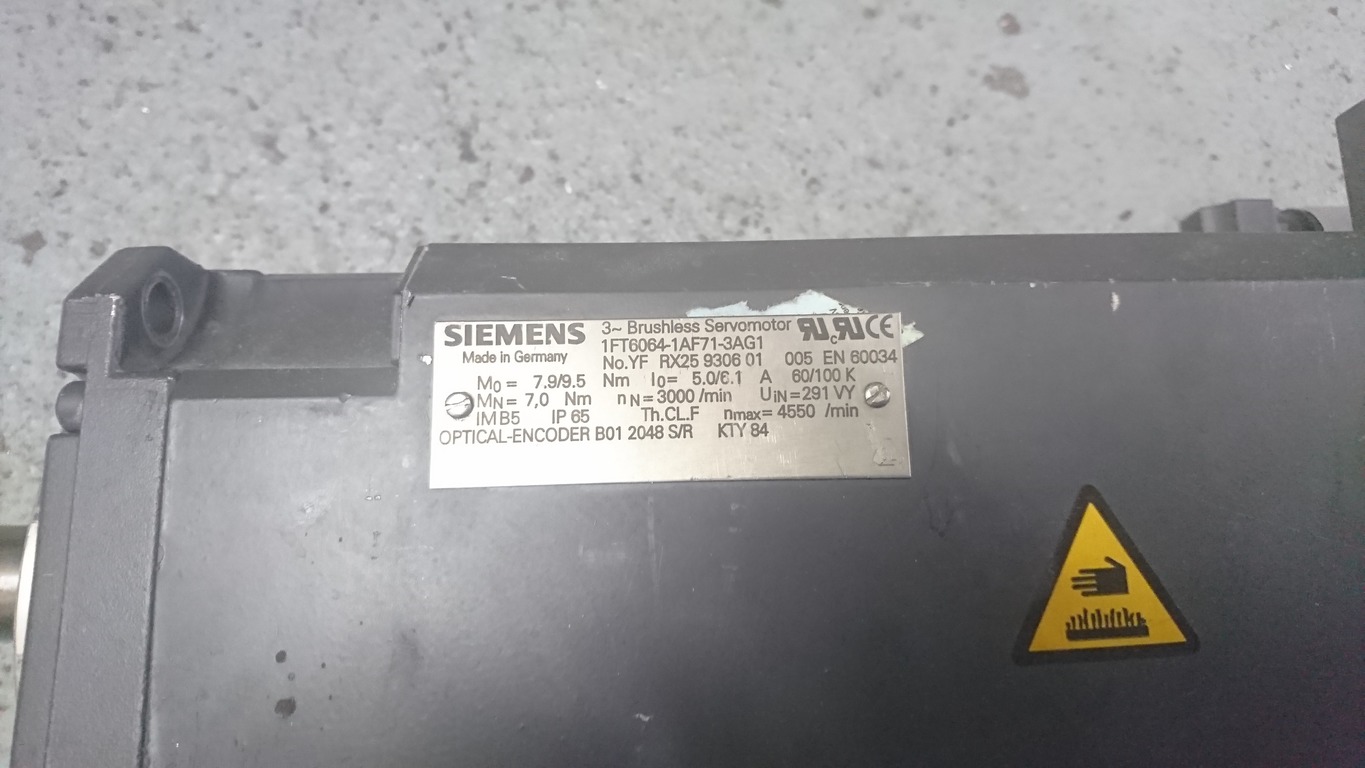 SIEMENS 3~ Brushless Servomotor
Made in Germany 1FT6064-1AF71-3AG1
No.YF RX25 9306 01 005 EN 60034
M0 = 7.9/9.5 Nm I0= 5.0/6.1 A 60/100 K
MN = 7,0 Nm nN = 3000 /min UiN = 291 VY
IM B5 IP 65 Th.CL.F nmax= 4550 /min
OPTICAL-ENCODER B01 2048 S/R KTY 84